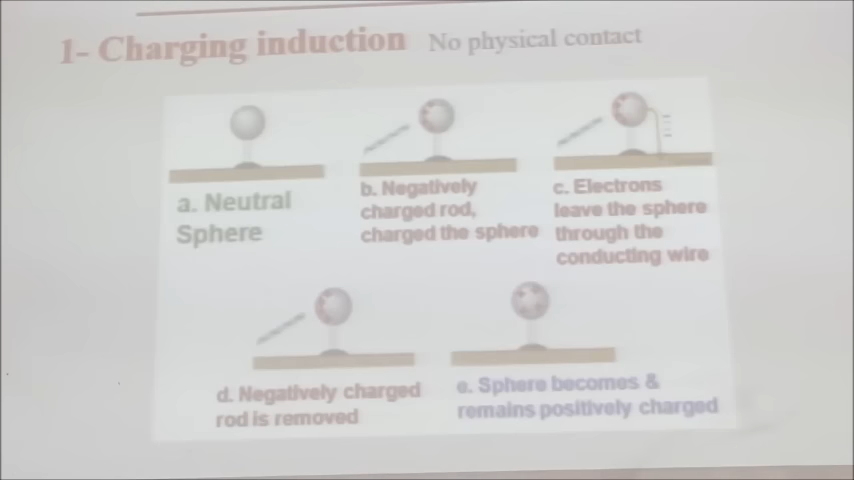 1- Charging induction No physical contact
a. Neutral
Sphere
b. Negatively
charged rod,
charged the sphere
c. Electrons
leave the sphere
through the
conducting wire
d. Negatively charged
rod is removed
e. Sphere becomes &
remains positively charged